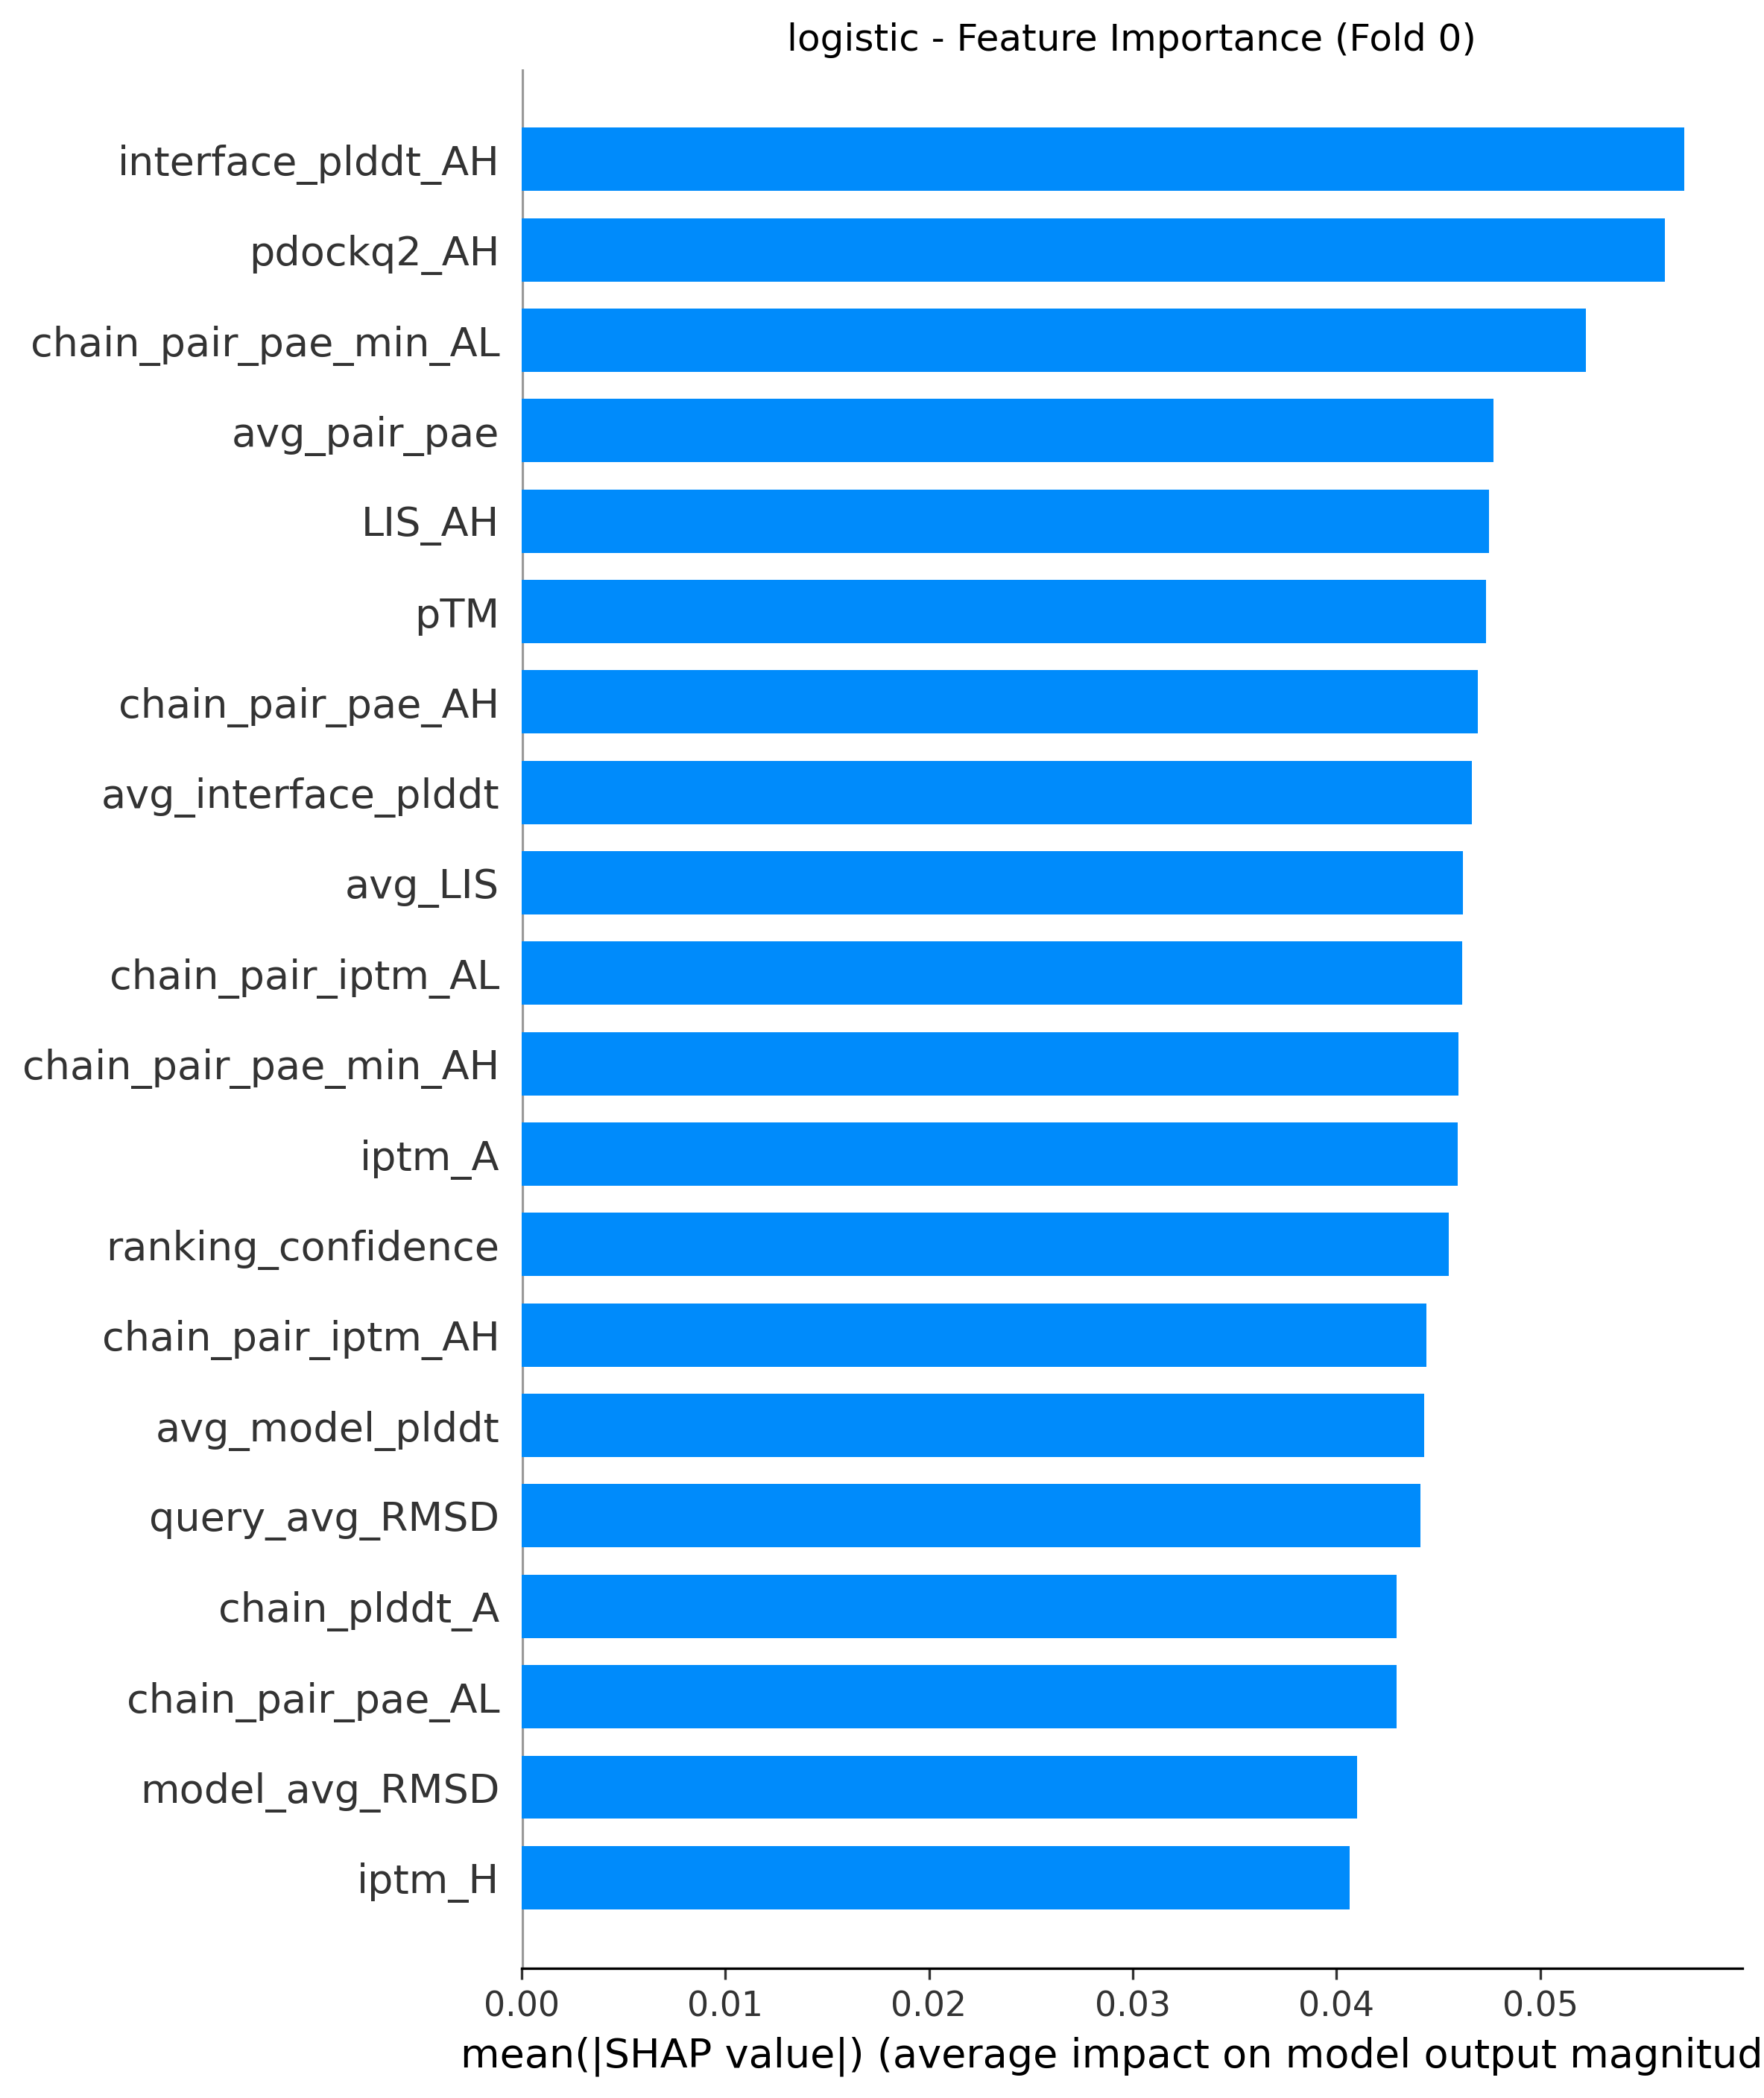 logistic - Feature Importance (Fold 0)
interface_plddt_AH
pdockq2_AH
chain_pair_pae_min_AL
avg_pair_pae
LIS_AH
pTM
chain_pair_pae_AH
avg_interface_plddt
avg_LIS
chain_pair_iptm_AL
chain_pair_pae_min_AH
iptm_A
ranking_confidence
chain_pair_iptm_AH
avg_model_plddt
query_avg_RMSD
chain_plddt_A
chain_pair_pae_AL
model_avg_RMSD
iptm_H
0.00 0.01 0.02 0.03 0.04 0.05
mean(|SHAP value|) (average impact on model output magnitud